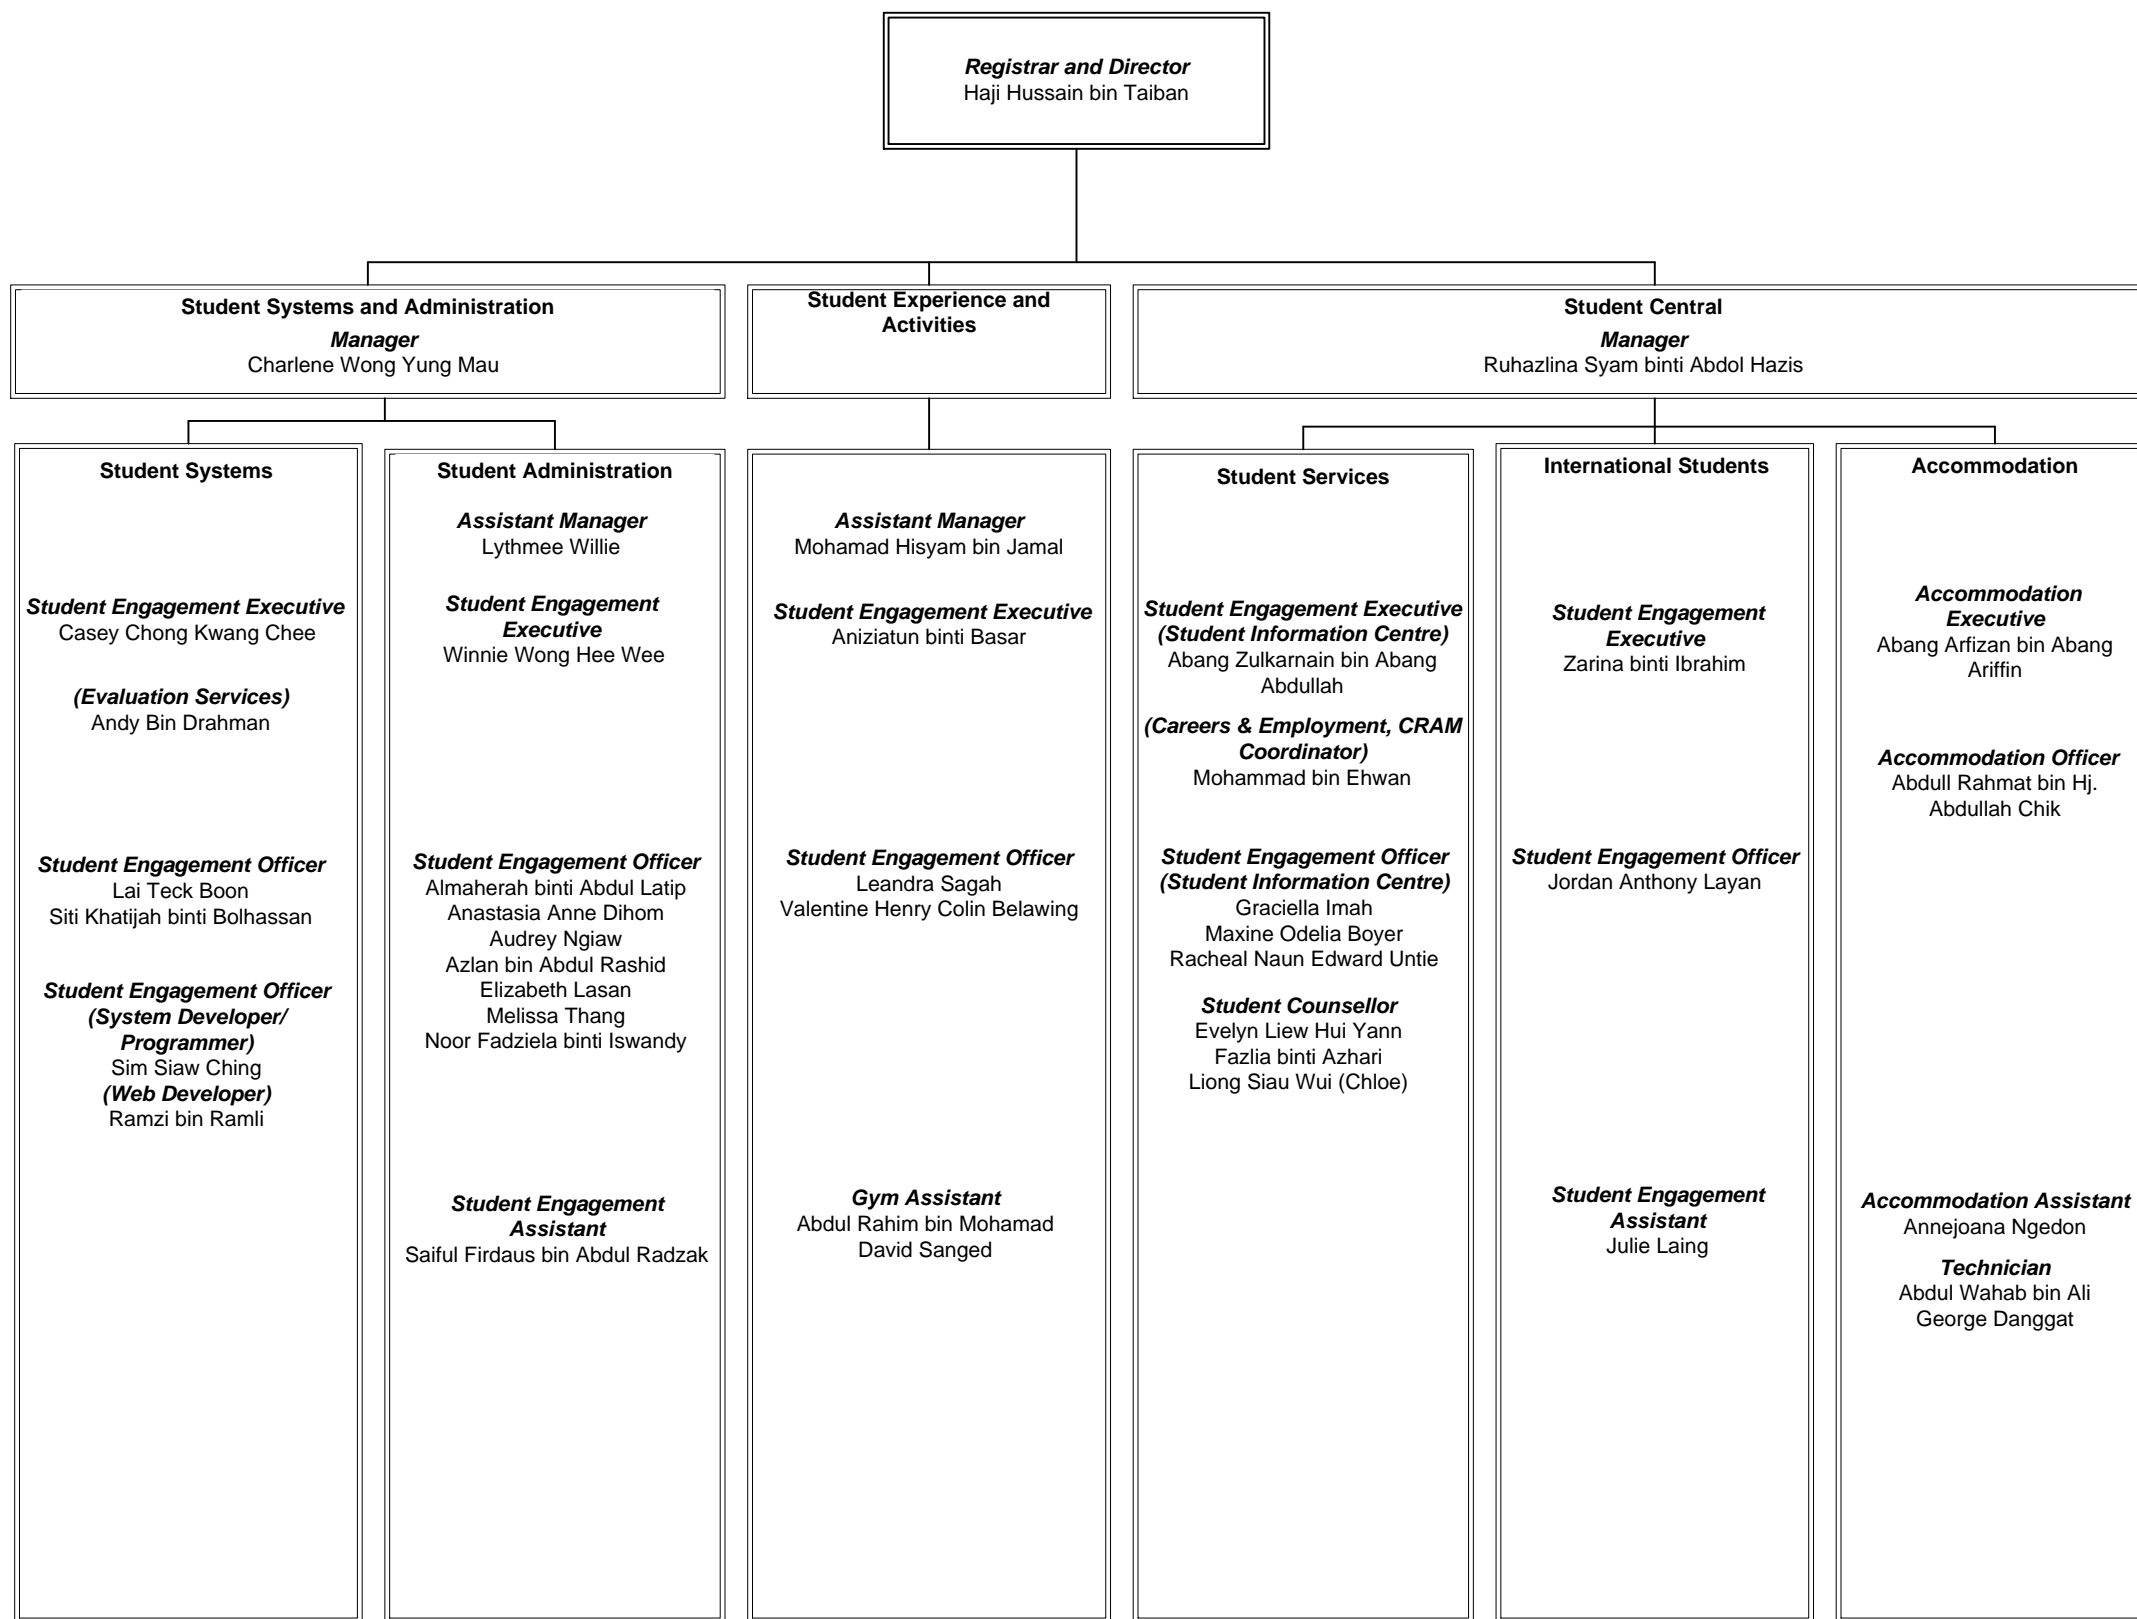 Registrar and Director
Haji Hussain bin Taiban
Student Systems and Administration
Manager
Charlene Wong Yung Mau
Student Experience and
Activities
Student Central
Manager
Ruhazlina Syam binti Abdol Hazis
Student Systems
Student Engagement Executive
Casey Chong Kwang Chee
(Evaluation Services)
Andy Bin Drahman
Student Engagement Officer
Lai Teck Boon
Siti Khatijah binti Bolhassan
Student Engagement Officer
(System Developer/
Programmer)
Sim Siaw Ching
(Web Developer)
Ramzi bin Ramli
Student Administration
Assistant Manager
Lythmee Willie
Student Engagement
Executive
Winnie Wong Hee Wee
Student Engagement Officer
Almaherah binti Abdul Latip
Anastasia Anne Dihom
Audrey Ngiaw
Azlan bin Abdul Rashid
Elizabeth Lasan
Melissa Thang
Noor Fadziela binti Iswandy
Student Engagement
Assistant
Saiful Firdaus bin Abdul Radzak
Assistant Manager
Mohamad Hisyam bin Jamal
Student Engagement Executive
Aniziatun binti Basar
Student Engagement Officer
Leandra Sagah
Valentine Henry Colin Belawing
Gym Assistant
Abdul Rahim bin Mohamad
David Sanged
Student Services
Student Engagement Executive
(Student Information Centre)
Abang Zulkarnain bin Abang
Abdullah
(Careers & Employment, CRAM
Coordinator)
Mohammad bin Ehwan
Student Engagement Officer
(Student Information Centre)
Graciella Imah
Maxine Odelia Boyer
Racheal Naun Edward Untie
Student Counsellor
Evelyn Liew Hui Yann
Fazlia binti Azhari
Liong Siau Wui (Chloe)
International Students
Student Engagement
Executive
Zarina binti Ibrahim
Student Engagement Officer
Jordan Anthony Layan
Student Engagement
Assistant
Julie Laing
Accommodation
Accommodation
Executive
Abang Arfizan bin Abang
Ariffin
Accommodation Officer
Abdull Rahmat bin Hj.
Abdullah Chik
Accommodation Assistant
Annejoana Ngedon
Technician
Abdul Wahab bin Ali
George Danggat